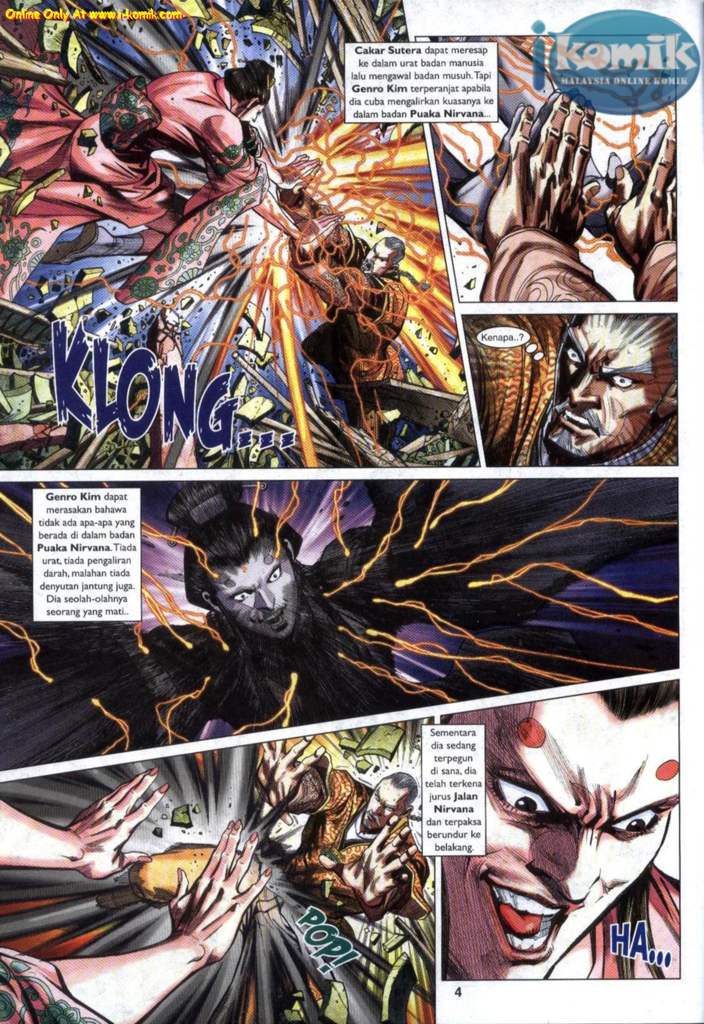 Online Only At www.i-komik.com
ikomik
MALAYSIA ONLINE KOMIK
Cakar Sutera dapat meresap
ke dalam urat badan manusia
lalu mengawal badan musuh. Tapi
Genro Kim terperanjat apabila
dia cuba mengalirkan kuasanya ke
dalam badan Puaka Nirvana...
Kenapa..?
KLONG...
Genro Kim dapat
merasakan bahawa
tidak ada apa-apa yang
berada di dalam badan
Puaka Nirvana. Tiada
urat, tiada pengaliran
darah, malahan tiada
denyutan jantung juga.
Dia seolah-olahnya
seorang yang mati..
Sementara
dia sedang
terpegun
di sana, dia
telah terkena
jurus Jalan
Nirvana
dan terpaksa
berundur ke
belakang.
POP!
HA...
4